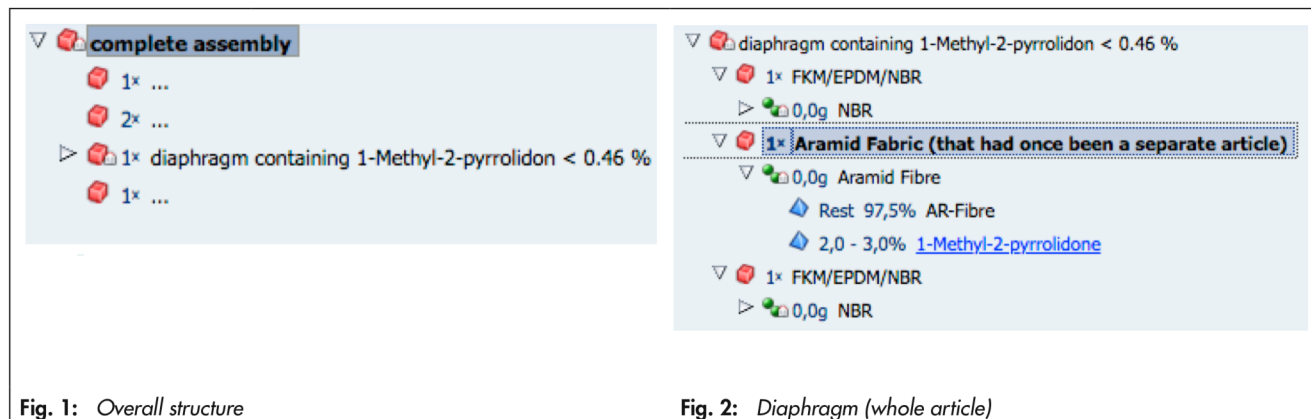 complete assembly
1x ...
2x ...
1x diaphragm containing 1-Methyl-2-pyrrolidon < 0.46 %
1x ...
Fig. 1: Overall structure
diaphragm containing 1-Methyl-2-pyrrolidon < 0.46 %
1x FKM/EPDM/NBR
0,0g NBR
1x Aramid Fabric (that had once been a separate article)
0,0g Aramid Fibre
Rest 97,5% AR-Fibre
2,0 - 3,0% 1-Methyl-2-pyrrolidone
1x FKM/EPDM/NBR
0,0g NBR
Fig. 2: Diaphragm (whole article)